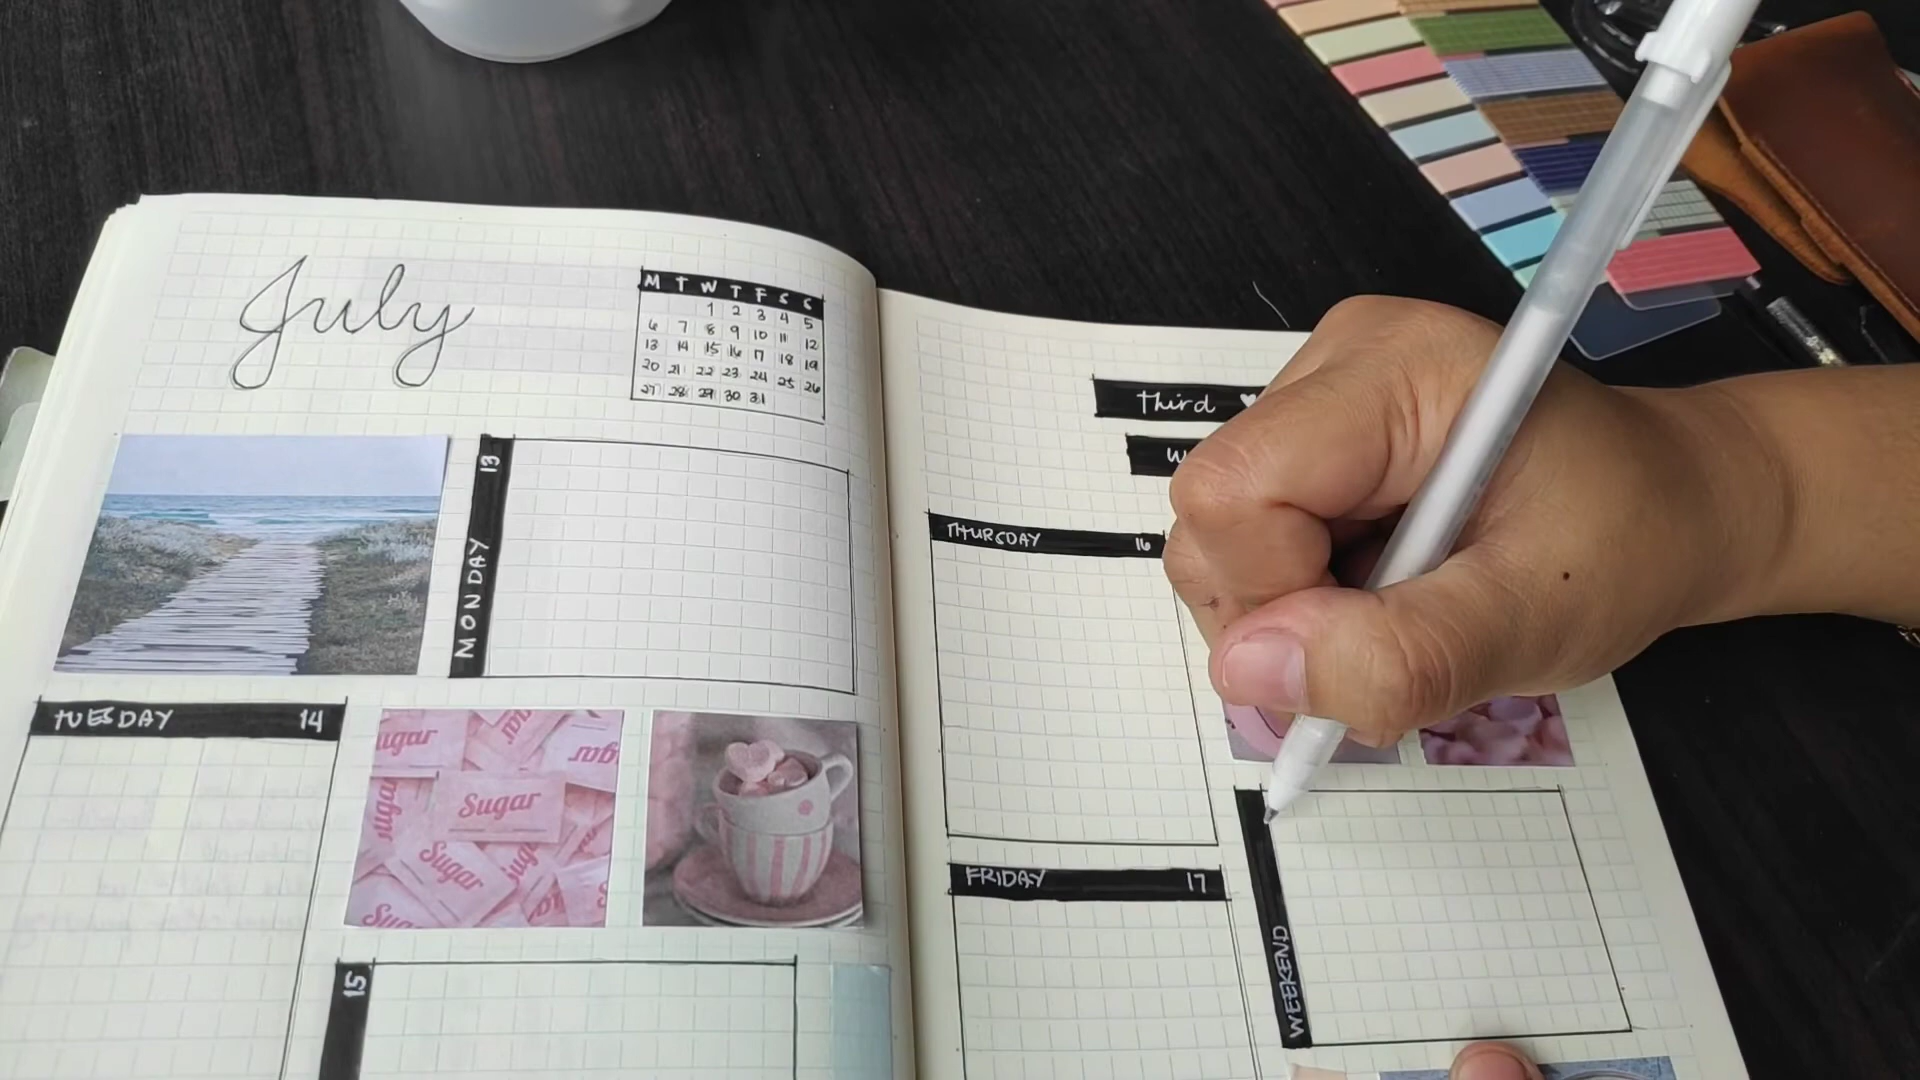 July
M T W T F S S
1 2 3 4 5
6 7 8 9 10 11 12
13 14 15 16 17 18 19
20 21 22 23 24 25 26
27 28 29 30 31
13
MONDAY
TUESDAY 14
ugar
Sugar
Sugar
Sugar
15
Third ♥
W
THURSDAY 16
FRIDAY 17
WEEKEND